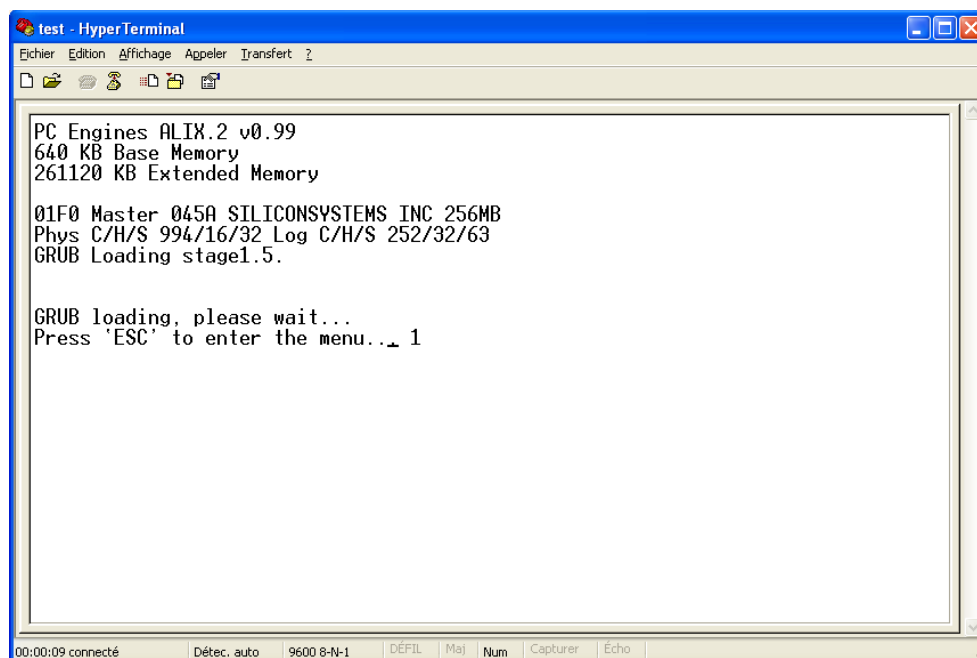 test - HyperTerminal
Fichier Edition Affichage Appeler Transfert ?
PC Engines ALIX.2 v0.99
640 KB Base Memory
261120 KB Extended Memory
01F0 Master 045A SILICONSYSTEMS INC 256MB
Phys C/H/S 994/16/32 Log C/H/S 252/32/63
GRUB Loading stage1.5.
GRUB loading, please wait...
Press `ESC' to enter the menu... 1
00:00:09 connecté Détec. auto 9600 8-N-1 DÉFIL Maj Num Capturer Écho